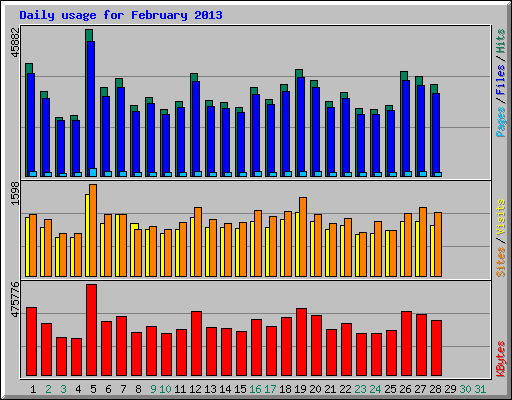 Daily usage for February 2013
45882
Pages / Files / Hits
1598
Sites / Visits
475776
KBytes
1 2 3 4 5 6 7 8 9 10 11 12 13 14 15 16 17 18 19 20 21 22 23 24 25 26 27 28 29 30 31